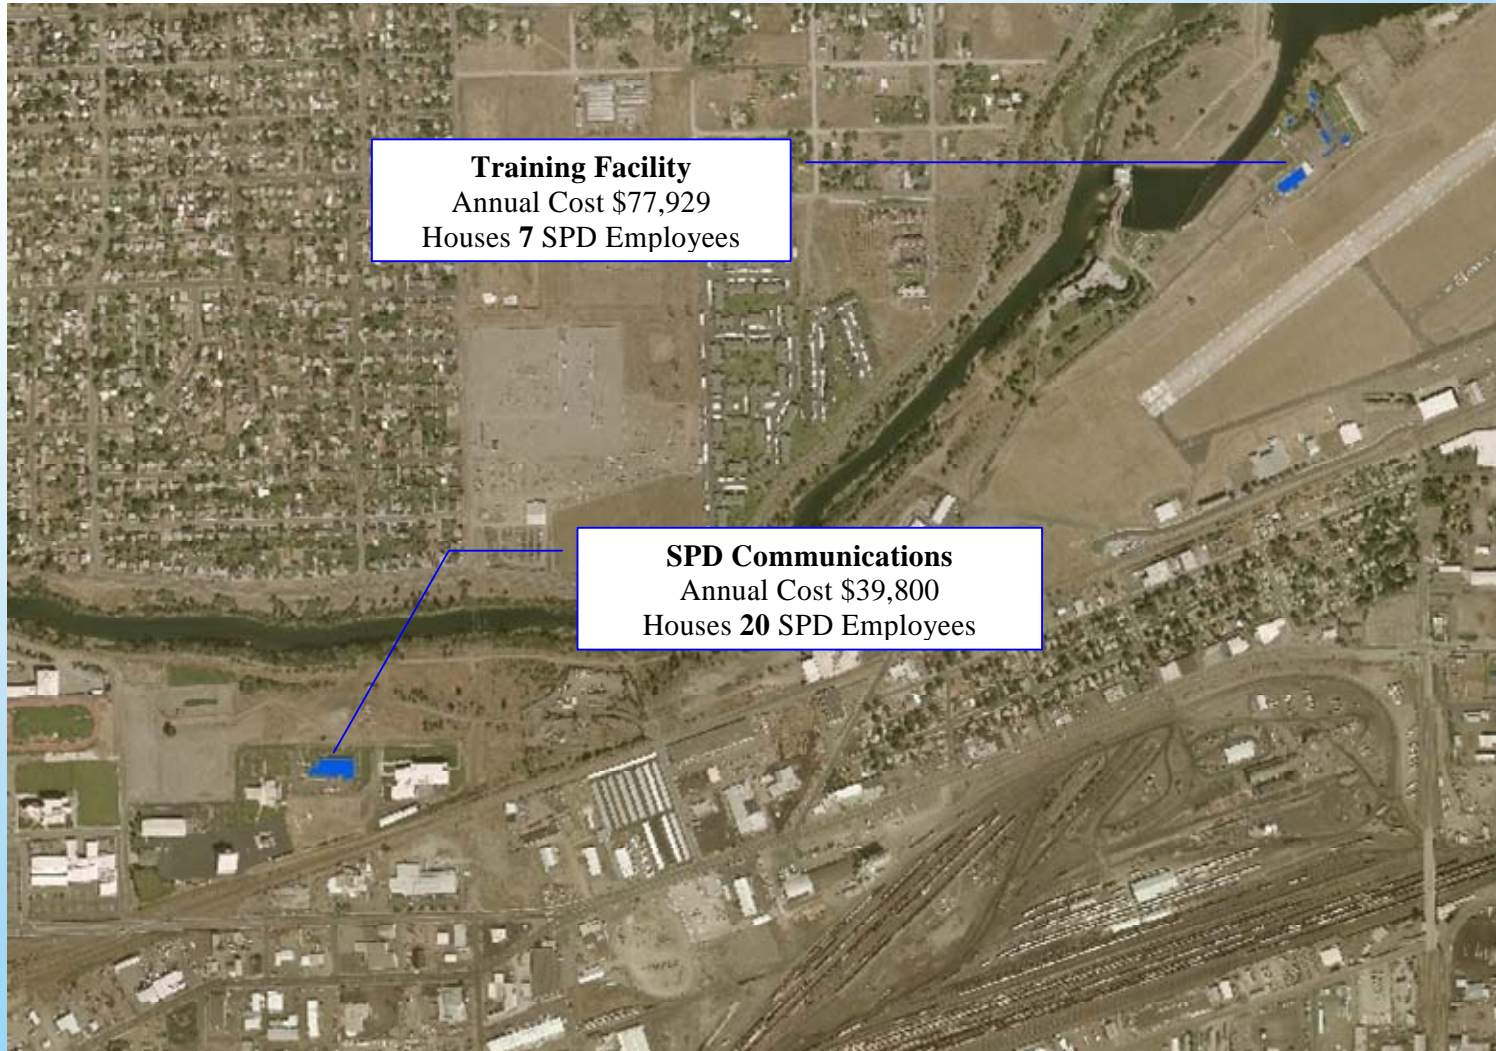 Training Facility
Annual Cost $77,929
Houses 7 SPD Employees
SPD Communications
Annual Cost $39,800
Houses 20 SPD Employees